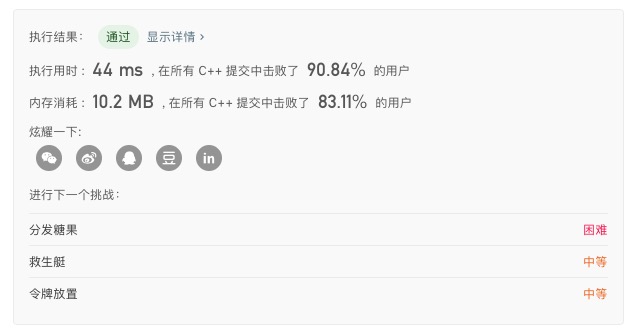 执行结果： 通过 显示详情 ›
执行用时： 44 ms , 在所有 C++ 提交中击败了 90.84% 的用户
内存消耗： 10.2 MB , 在所有 C++ 提交中击败了 83.11% 的用户
炫耀一下:
豆 in
进行下一个挑战：
分发糖果 困难
救生艇 中等
令牌放置 中等